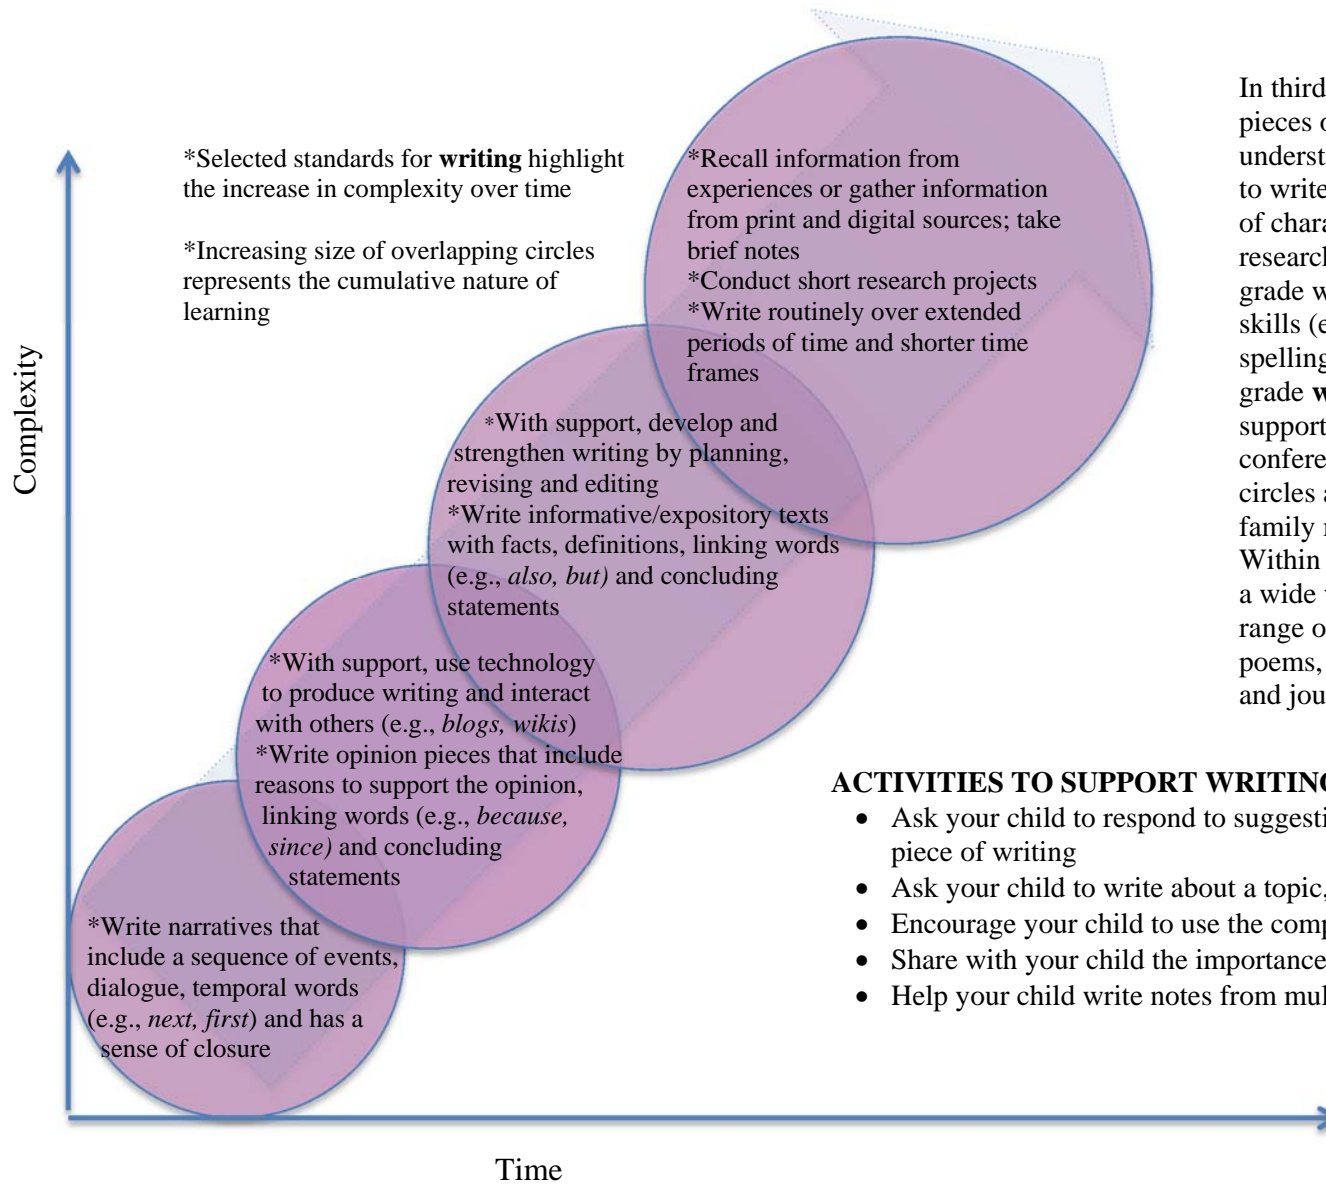 *Selected standards for writing highlight
the increase in complexity over time
*Increasing size of overlapping circles
represents the cumulative nature of
learning
Complexity
*Recall information from
experiences or gather information
from print and digital sources; take
brief notes
*Conduct short research projects
*Write routinely over extended
periods of time and shorter time
frames
*With support, develop and
strengthen writing by planning,
revising and editing
*Write informative/expository texts
with facts, definitions, linking words
(e.g., also, but) and concluding
statements
*With support, use technology
to produce writing and interact
with others (e.g., blogs, wikis)
*Write opinion pieces that include
reasons to support the opinion,
linking words (e.g., because,
since) and concluding
statements
*Write narratives that
include a sequence of events,
dialogue, temporal words
(e.g., next, first) and has a
sense of closure
Time
In third
pieces
to write
of
grade
skills
grade
support
circles
family
Within
a wide
range
poems,
and
ACTIVITIES TO SUPPORT WRITING
• Ask your child to respond to
piece of writing
• Ask your child to write about a topic,
• Encourage your child to use the
• Share with your child the importance
• Help your child write notes from